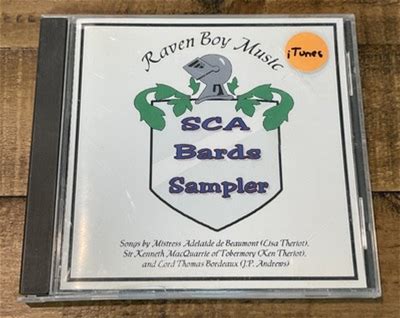 Raven Boy Music
iTunes
SCA
Bards
Sampler
Songs by Mistress Adelaide de Beaumont (Lisa Theriot),
Sir Kenneth MacQuarrie of Tobermory (Ken Theriot),
and Lord Thomas Bordeaux (J.P. Andrews)